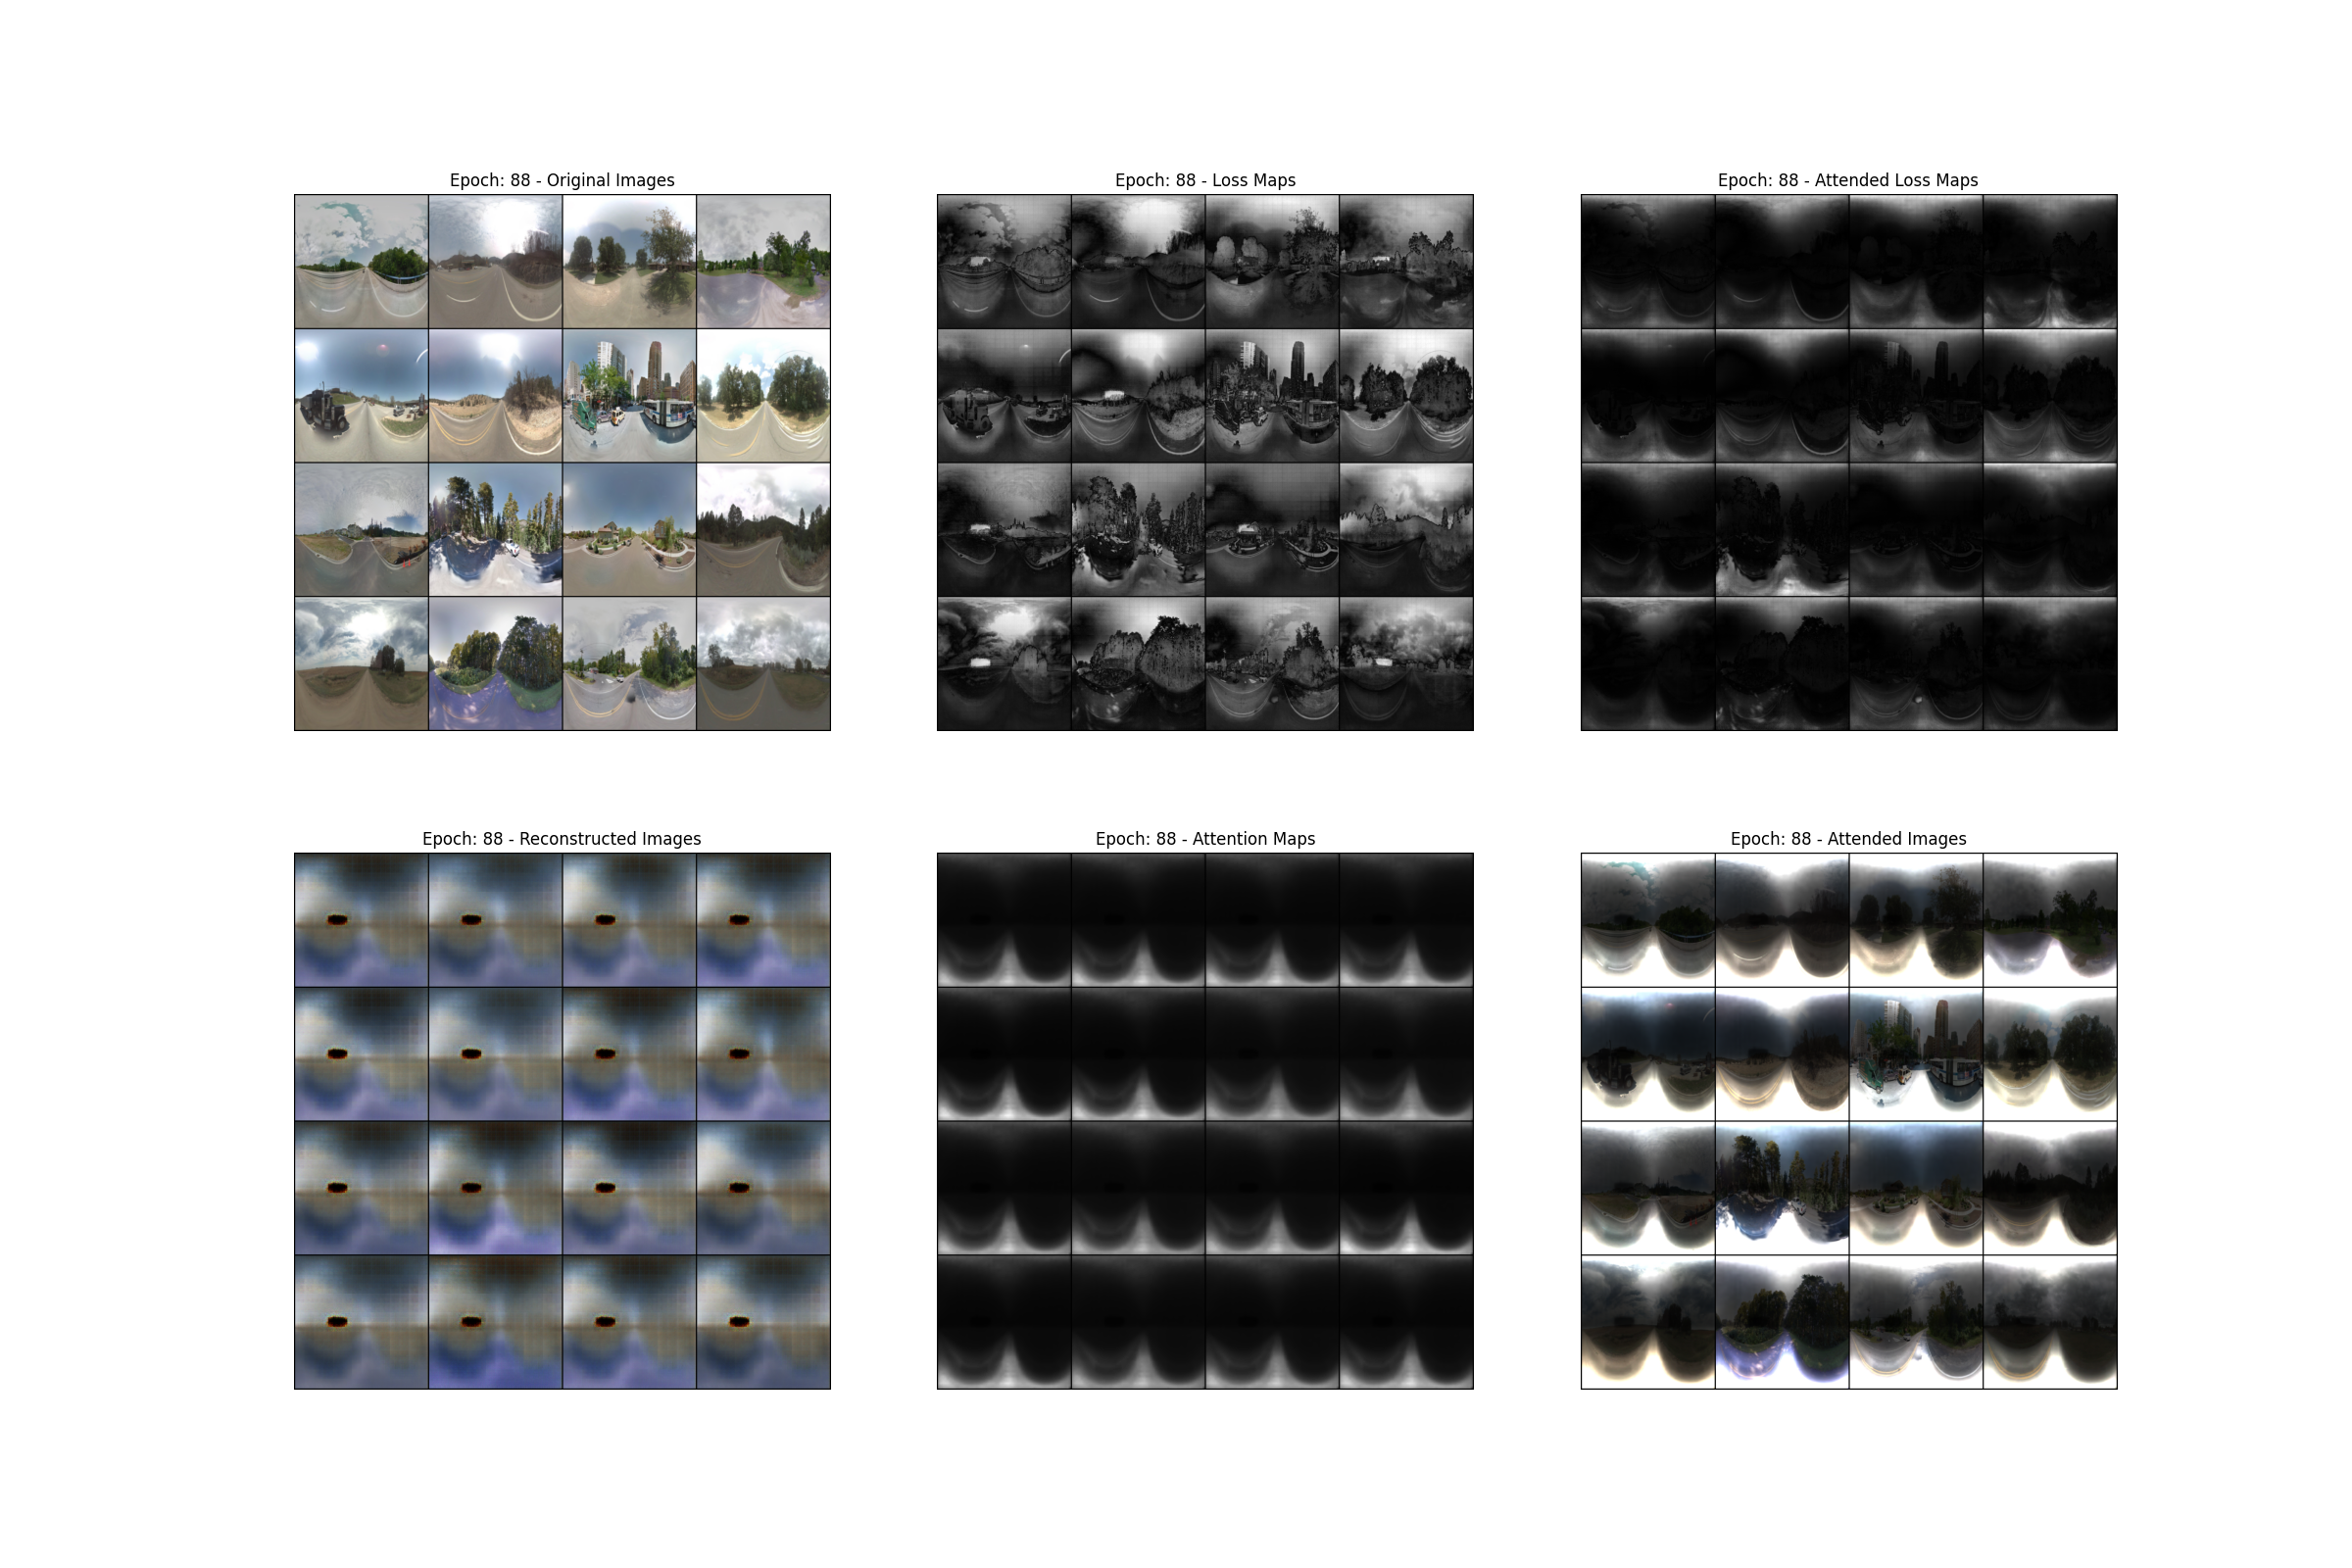 Epoch: 88 - Original Images
Epoch: 88 - Loss Maps
Epoch: 88 - Attended Loss Maps
Epoch: 88 - Reconstructed Images
Epoch: 88 - Attention Maps
Epoch: 88 - Attended Images